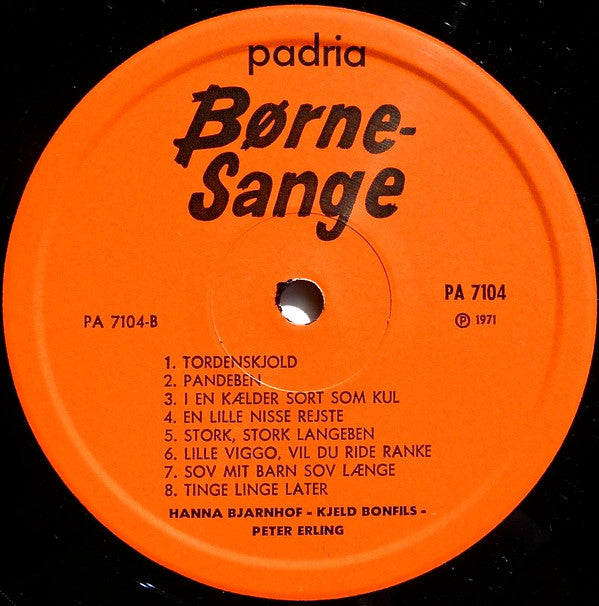 padria
Børne-
Sange
PA 7104-B
PA 7104
℗ 1971
1. TORDENSKJOLD
2. PANDEBEN
3. I EN KÆLDER SORT SOM KUL
4. EN LILLE NISSE REJSTE
5. STORK, STORK LANGEBEN
6. LILLE VIGGO, VIL DU RIDE RANKE
7. SOV MIT BARN SOV LÆNGE
8. TINGE LINGE LATER
HANNA BJARNHOF - KJELD BONFILS -
PETER ERLING